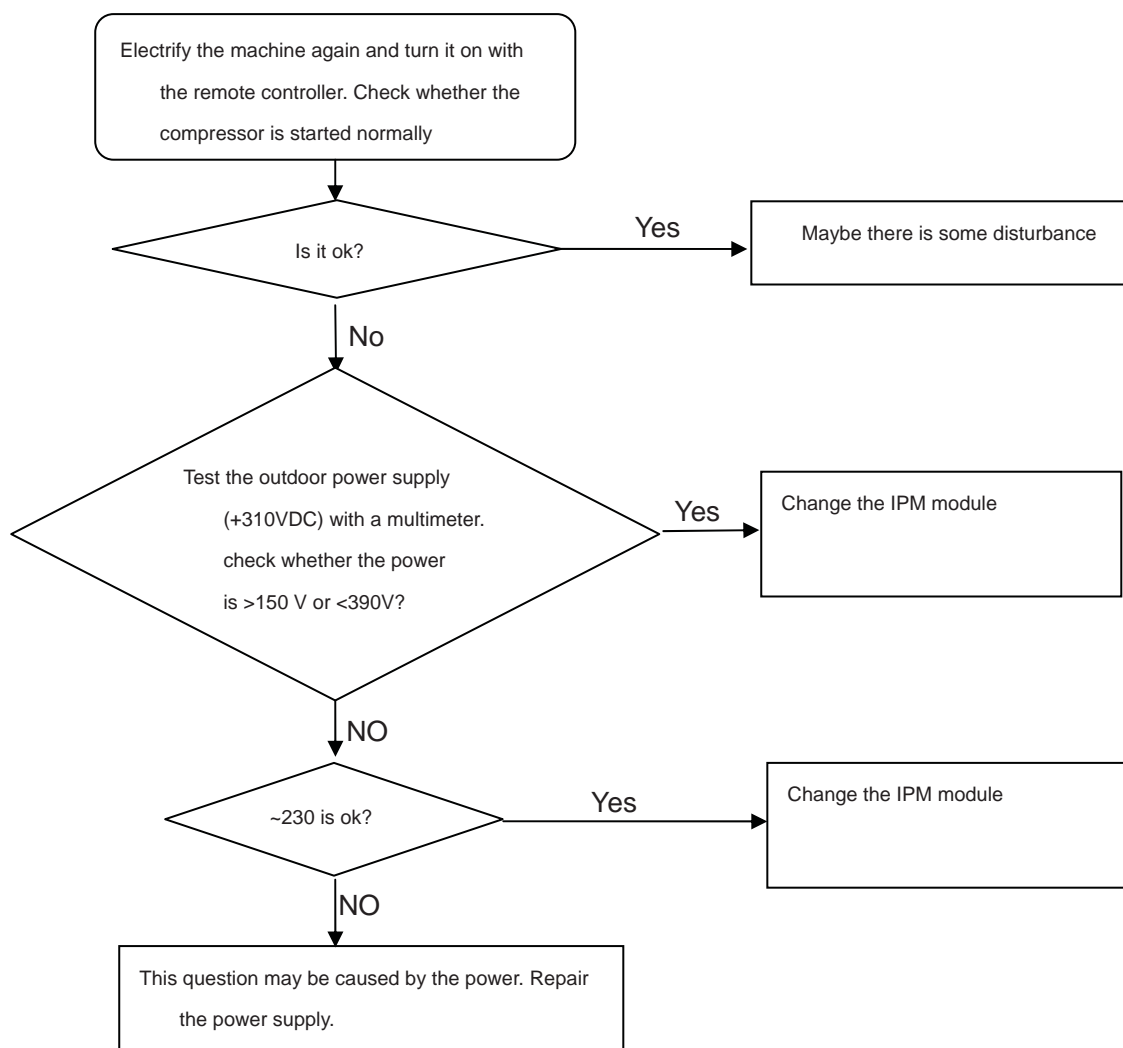 Electrify the machine again and turn it on with
the remote controller. Check whether the
compressor is started normally
Is it ok?
Yes
Maybe there is some disturbance
No
Test the outdoor power supply
(+310VDC) with a multimeter.
check whether the power
is >150 V or <390V?
Yes
Change the IPM module
NO
~230 is ok?
Yes
Change the IPM module
NO
This question may be caused by the power. Repair
the power supply.